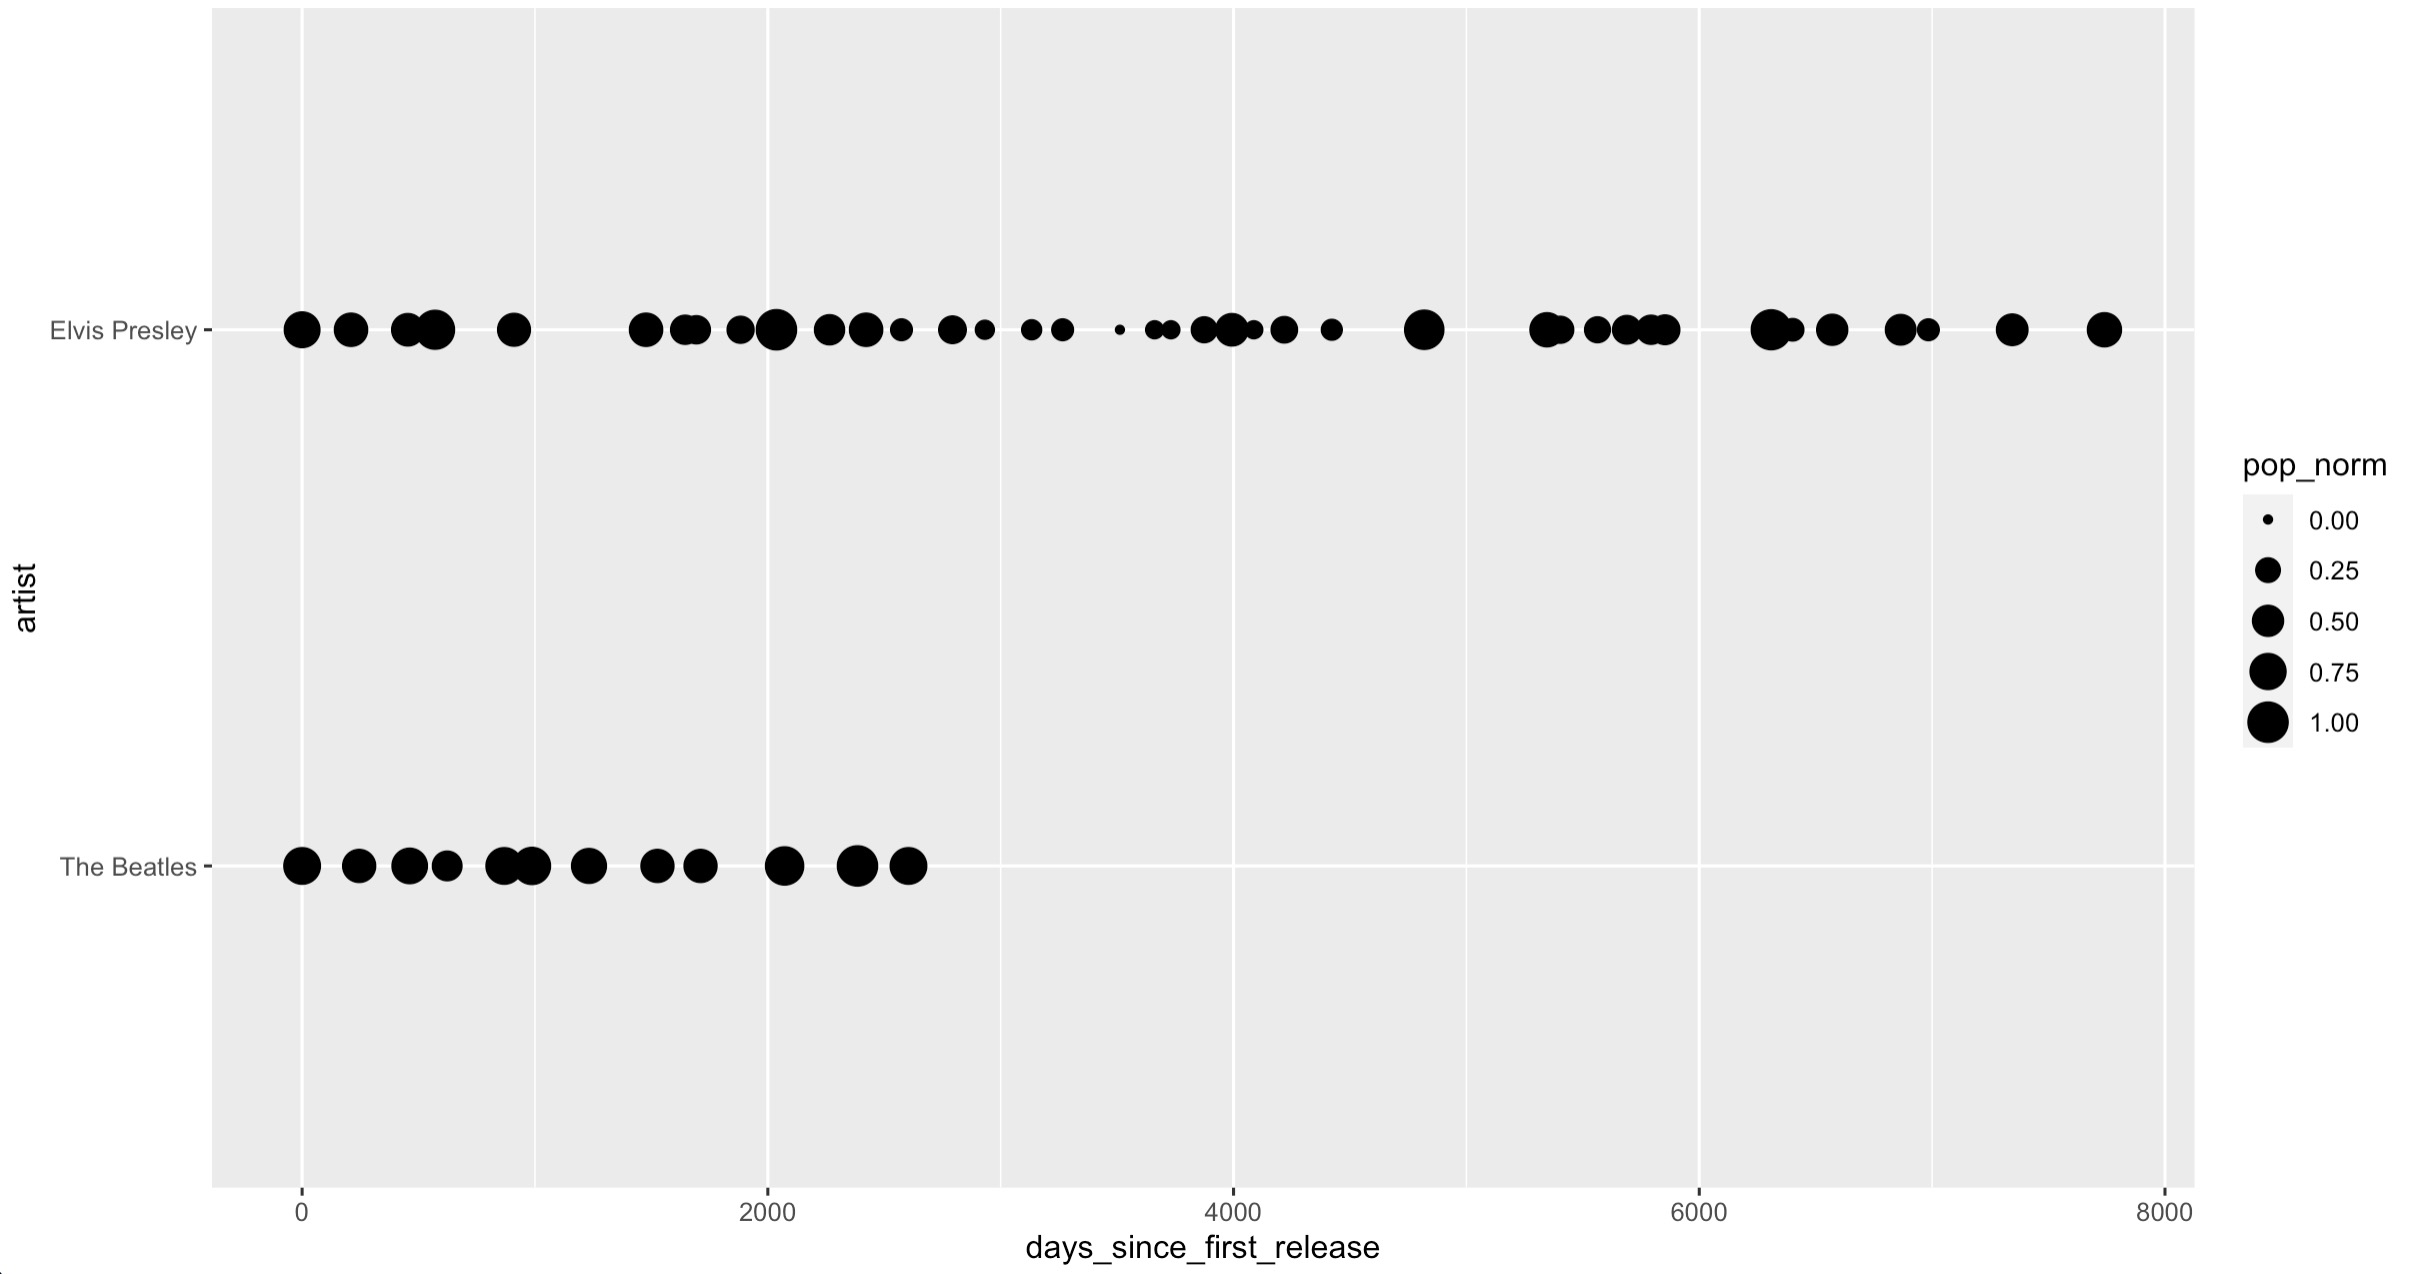 artist
Elvis Presley
The Beatles
0 2000 4000 6000 8000
days_since_first_release
pop_norm
0.00
0.25
0.50
0.75
1.00